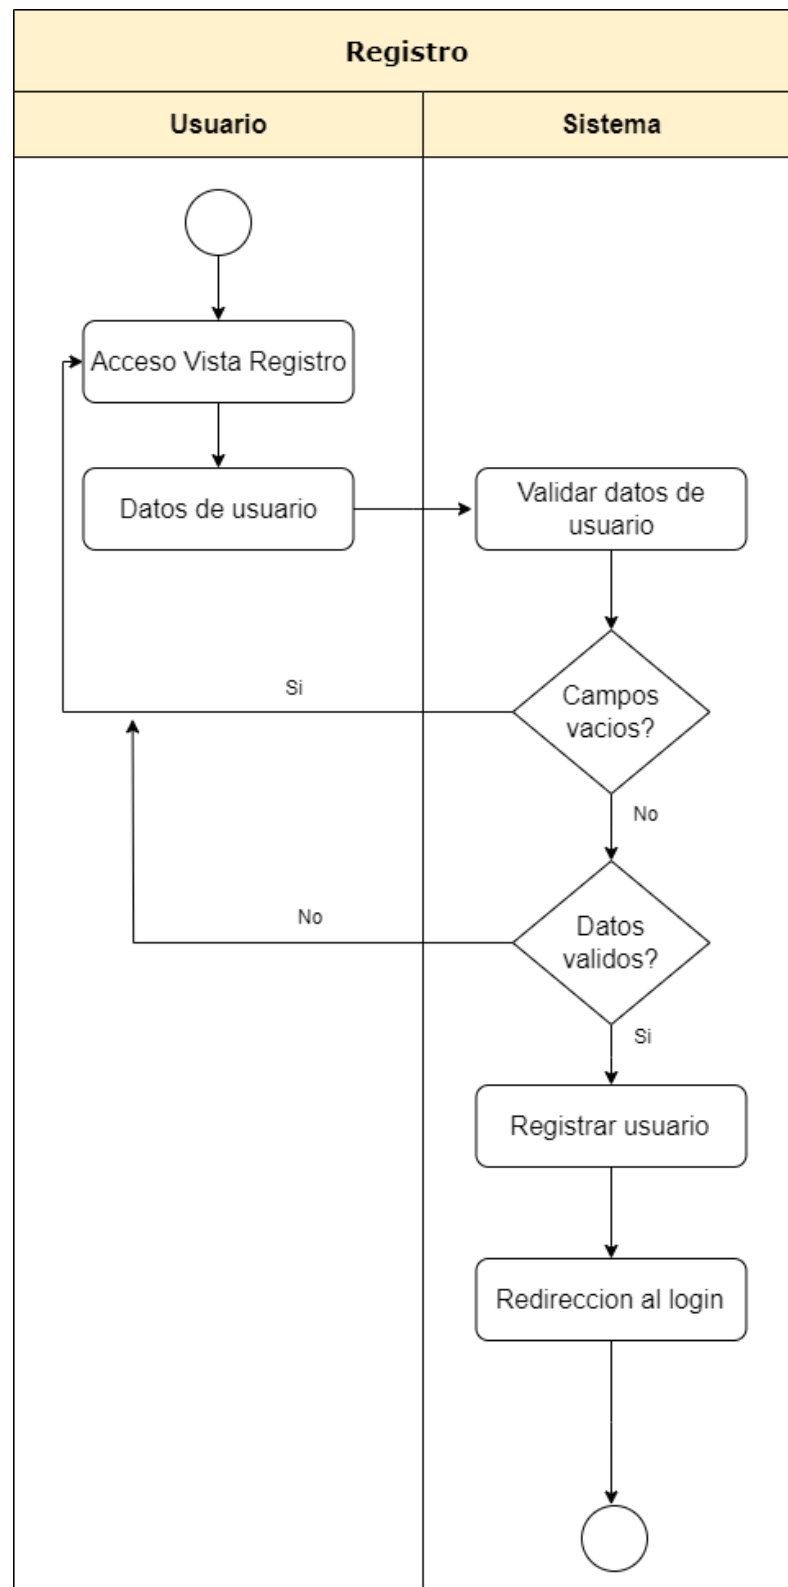 Registro
Usuario
Sistema
Acceso Vista Registro
Datos de usuario
Validar datos de
usuario
Si
Campos
vacios?
No
No
Datos
validos?
Si
Registrar usuario
Redireccion al login